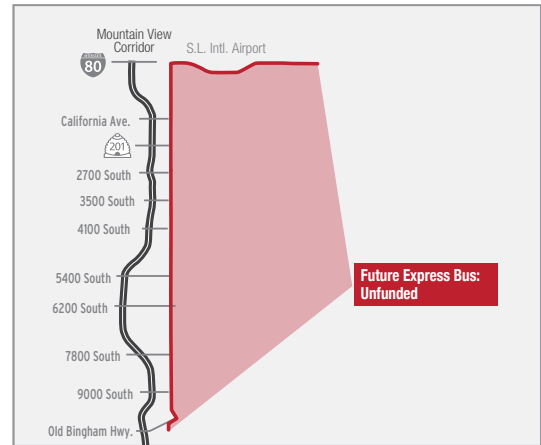 Mountain View
Corridor
S.L. Intl. Airport
80
California Ave.
201
2700 South
3500 South
4100 South
5400 South
Future Express Bus:
Unfunded
6200 South
7800 South
9000 South
Old Bingham Hwy.